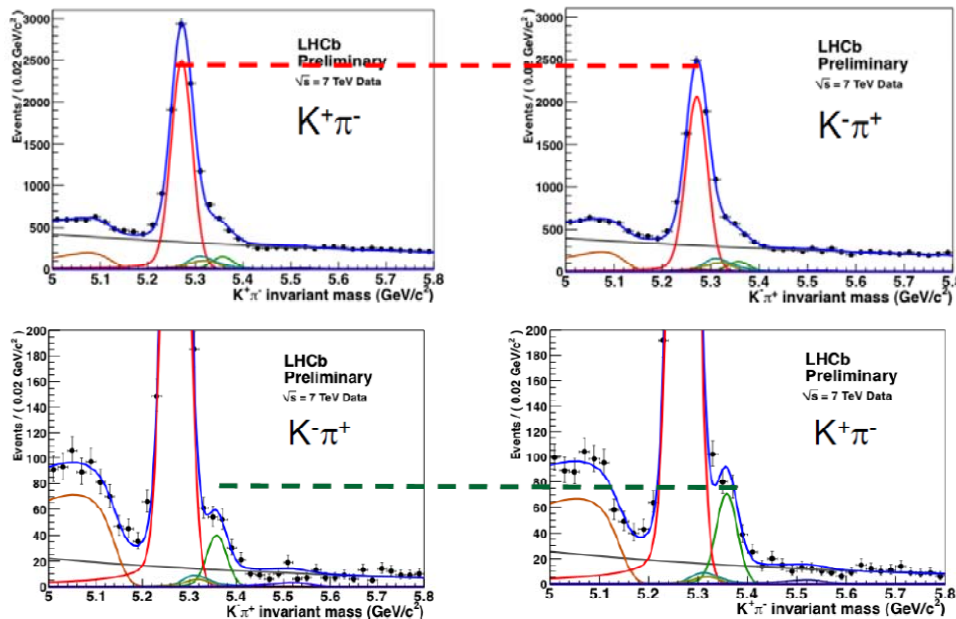 Events / ( 0.02 GeV/c² )
3000
2500
2000
1500
1000
500
0
LHCb
Preliminary
√s = 7 TeV Data
K⁺π⁻
5 5.1 5.2 5.3 5.4 5.5 5.6 5.7 5.8
K⁺π⁻ invariant mass (GeV/c²)
Events / ( 0.02 GeV/c² )
3000
2500
2000
1500
1000
500
0
LHCb
Preliminary
√s = 7 TeV Data
K⁻π⁺
5 5.1 5.2 5.3 5.4 5.5 5.6 5.7 5.8
K⁻π⁺ invariant mass (GeV/c²)
Events / ( 0.02 GeV/c² )
200
180
160
140
120
100
80
60
40
20
0
LHCb
Preliminary
√s = 7 TeV Data
K⁻π⁺
5 5.1 5.2 5.3 5.4 5.5 5.6 5.7 5.8
K⁻π⁺ invariant mass (GeV/c²)
Events / ( 0.02 GeV/c² )
200
180
160
140
120
100
80
60
40
20
0
LHCb
Preliminary
√s = 7 TeV Data
K⁺π⁻
5 5.1 5.2 5.3 5.4 5.5 5.6 5.7 5.8
K⁺π⁻ invariant mass (GeV/c²)